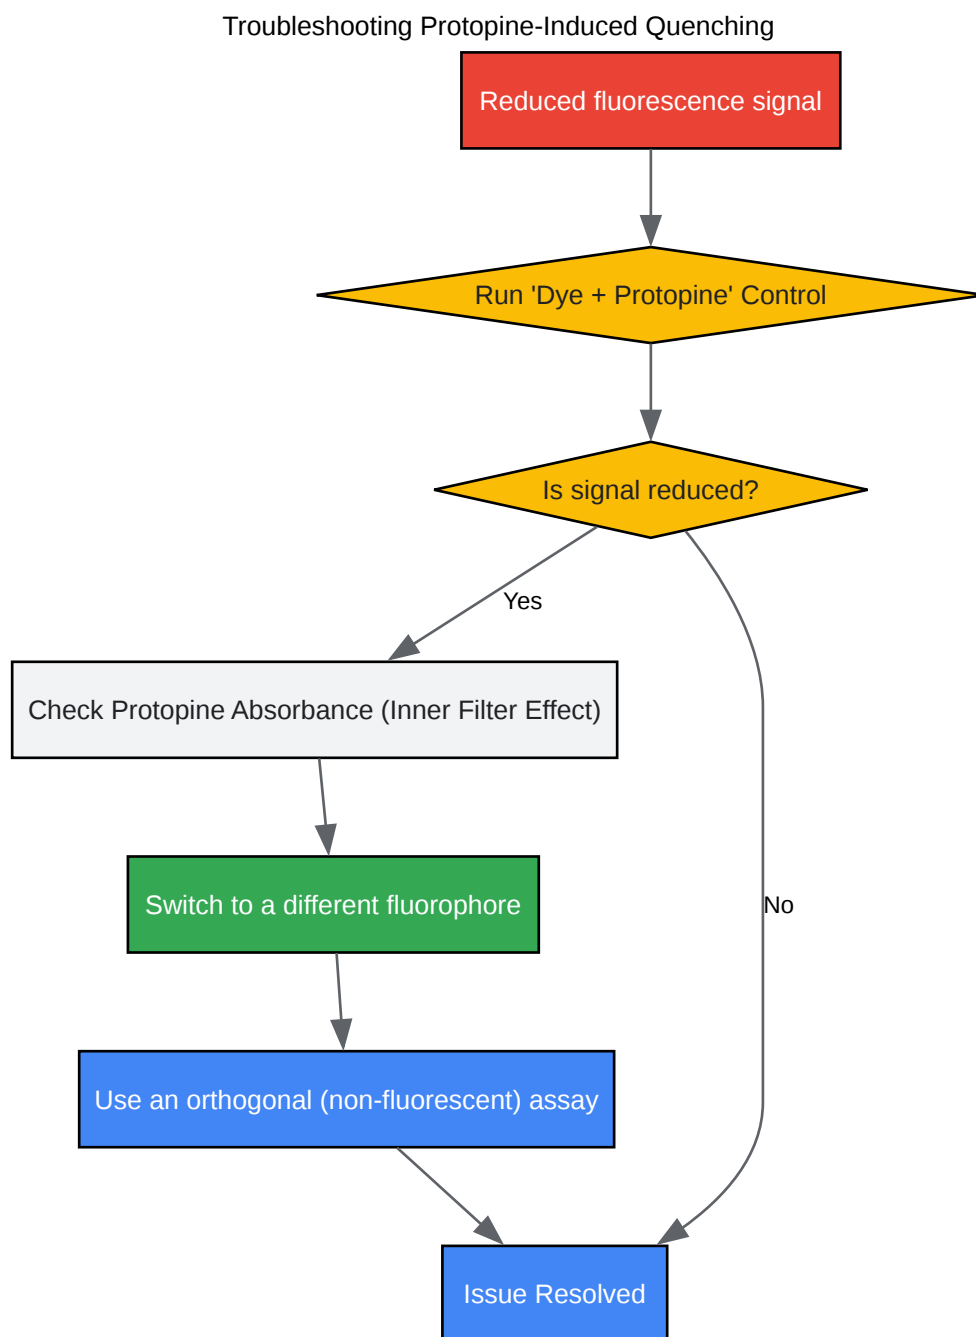 Troubleshooting Protopine-Induced Quenching
Reduced fluorescence signal
Run 'Dye + Protopine' Control
Is signal reduced?
Yes
Check Protopine Absorbance (Inner Filter Effect)
Switch to a different fluorophore
No
Use an orthogonal (non-fluorescent) assay
Issue Resolved